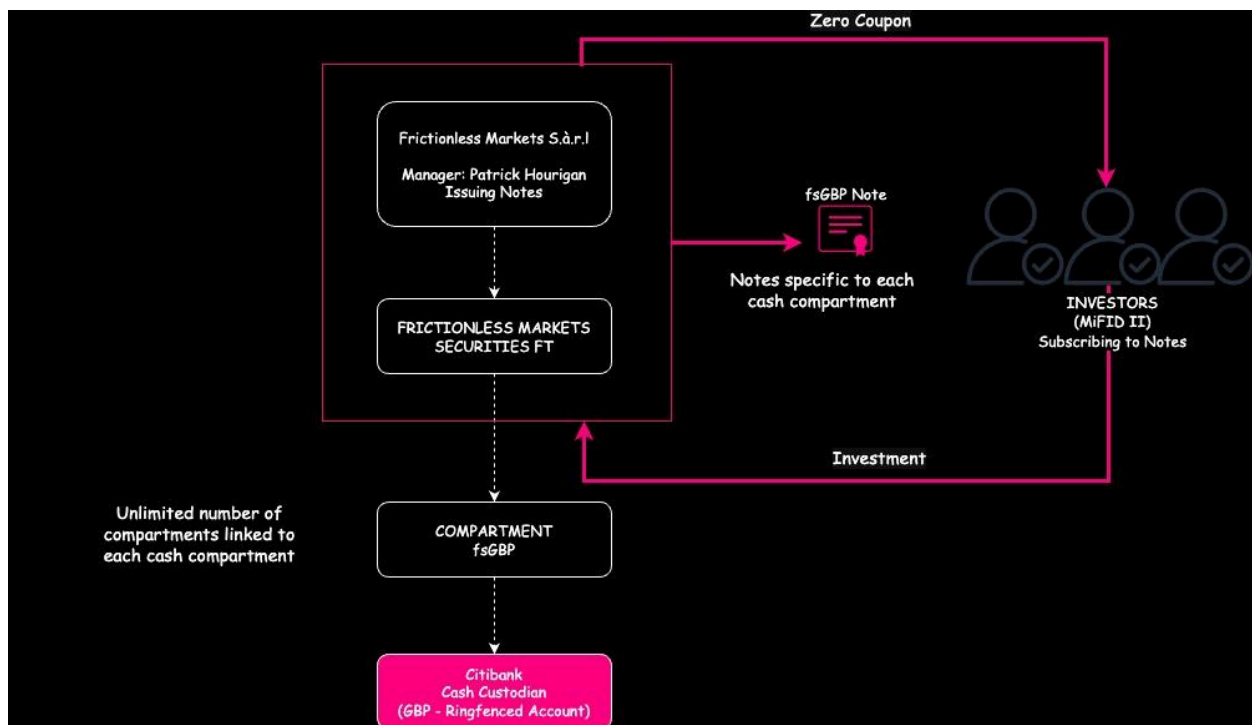 Zero Coupon
Frictionless Markets S.à.r.l
Manager: Patrick Hourigan
Issuing Notes
fsGBP Note
Notes specific to each
cash compartment
INVESTORS
(MiFID II)
Subscribing to Notes
FRICTIONLESS MARKETS
SECURITIES FT
Investment
Unlimited number of
compartments linked to
each cash compartment
COMPARTMENT
fsGBP
Citibank
Cash Custodian
(GBP - Ringfenced Account)